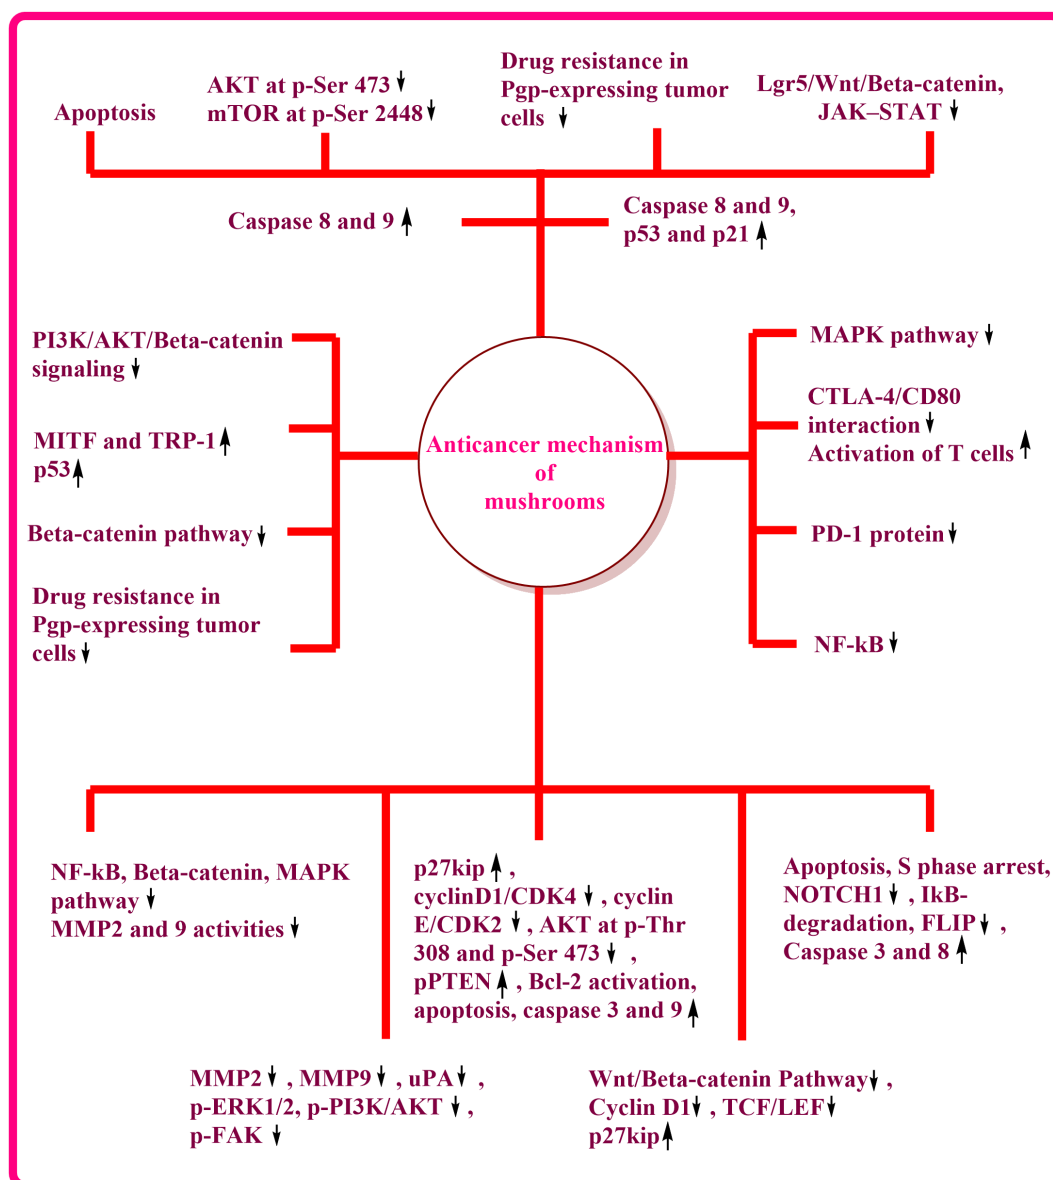 Apoptosis
AKT at p-Ser 473↓
mTOR at p-Ser 2448↓
Drug resistance in
Pgp-expressing tumor
cells ↓
Lgr5/Wnt/Beta-catenin,
JAK–STAT ↓
Caspase 8 and 9 ↑
Caspase 8 and 9,
p53 and p21 ↑
PI3K/AKT/Beta-catenin
signaling ↓
MITF and TRP-1 ↑
p53 ↑
Beta-catenin pathway ↓
Drug resistance in
Pgp-expressing tumor
cells ↓
Anticancer mechanism
of
mushrooms
MAPK pathway ↓
CTLA-4/CD80
interaction ↓
Activation of T cells ↑
PD-1 protein ↓
NF-kB ↓
NF-kB, Beta-catenin, MAPK
pathway ↓
MMP2 and 9 activities ↓
p27kip ↑ ,
cyclinD1/CDK4 ↓ , cyclin
E/CDK2 ↓ , AKT at p-Thr
308 and p-Ser 473 ↓ ,
pPTEN ↑ , Bcl-2 activation,
apoptosis, caspase 3 and 9 ↑
Apoptosis, S phase arrest,
NOTCH1 ↓ , IkB-
degradation, FLIP ↓ ,
Caspase 3 and 8 ↑
MMP2 ↓ , MMP9 ↓ , uPA ↓ ,
p-ERK1/2, p-PI3K/AKT ↓ ,
p-FAK ↓
Wnt/Beta-catenin Pathway ↓ ,
Cyclin D1 ↓ , TCF/LEF ↓
p27kip ↑